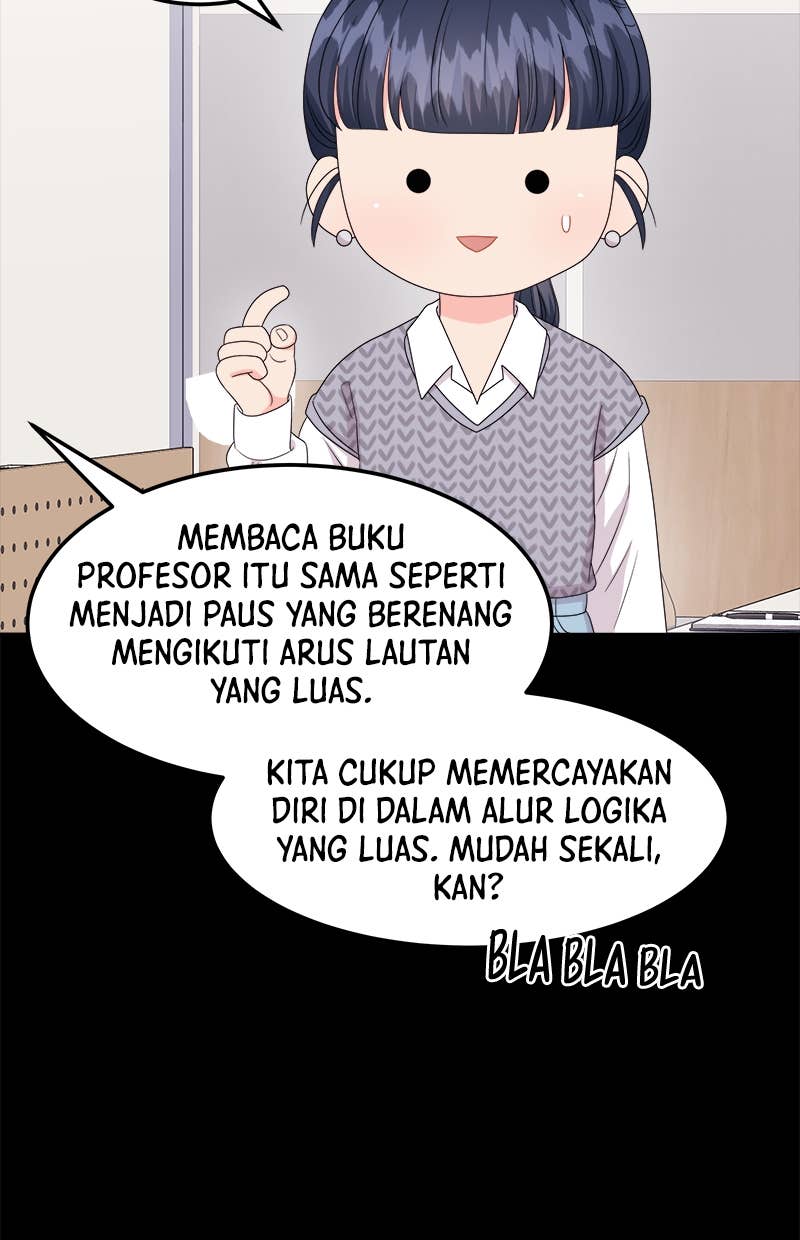 MEMBACA BUKU
PROFESOR ITU SAMA SEPERTI
MENJADI PAUS YANG BERENANG
MENGIKUTI ARUS LAUTAN
YANG LUAS.
KITA CUKUP MEMERCAYAKAN
DIRI DI DALAM ALUR LOGIKA
YANG LUAS. MUDAH SEKALI,
KAN?
BLA BLA BLA